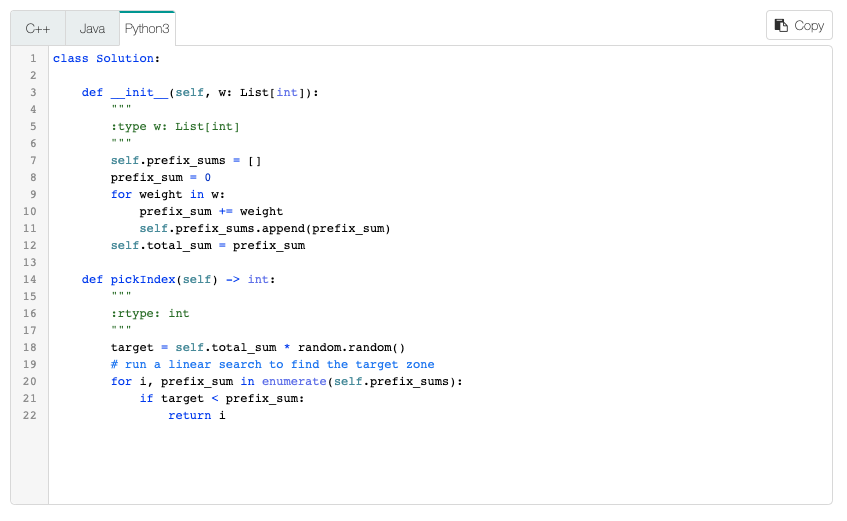 C++ Java Python3 Copy
1 class Solution:
2
3     def __init__(self, w: List[int]):
4         """
5         :type w: List[int]
6         """
7         self.prefix_sums = []
8         prefix_sum = 0
9         for weight in w:
10             prefix_sum += weight
11             self.prefix_sums.append(prefix_sum)
12         self.total_sum = prefix_sum
13
14     def pickIndex(self) -> int:
15         """
16         :rtype: int
17         """
18         target = self.total_sum * random.random()
19         # run a linear search to find the target zone
20         for i, prefix_sum in enumerate(self.prefix_sums):
21             if target < prefix_sum:
22                 return i